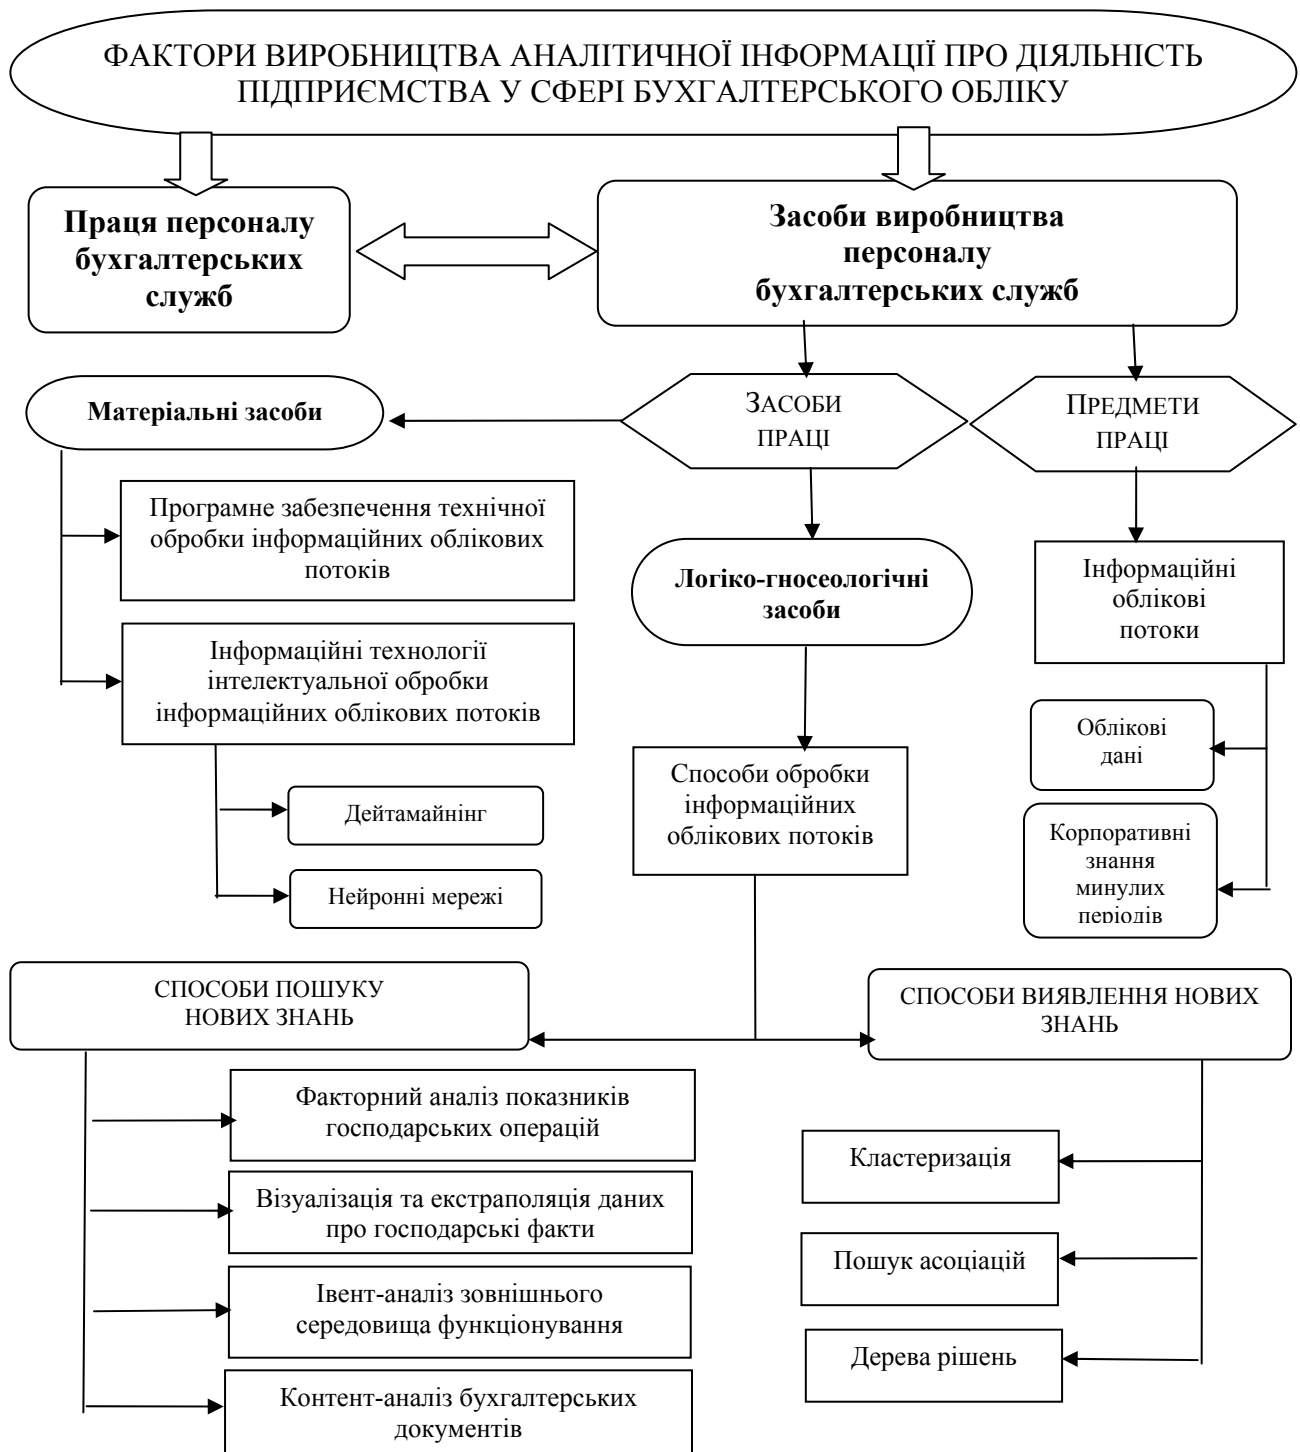 ФАКТОРИ ВИРОБНИЦТВА АНАЛІТИЧНОЇ ІНФОРМАЦІЇ ПРО ДІЯЛЬНІСТЬ
ПІДПРИЄМСТВА У СФЕРІ БУХГАЛТЕРСЬКОГО ОБЛІКУ
Праця персоналу
бухгалтерських
служб
Засоби виробництва
персоналу
бухгалтерських служб
Матеріальні засоби
ЗАСОБИ
ПРАЦІ
ПРЕДМЕТИ
ПРАЦІ
Програмне забезпечення технічної
обробки інформаційних облікових
потоків
Інформаційні технології
інтелектуальної обробки
інформаційних облікових потоків
Дейтамайнінг
Нейронні мережі
Логіко-гносеологічні
засоби
Способи обробки
інформаційних
облікових потоків
Інформаційні
облікові
потоки
Облікові
дані
Корпоративні
знання
минулих
періодів
СПОСОБИ ПОШУКУ
НОВИХ ЗНАНЬ
СПОСОБИ ВИЯВЛЕННЯ НОВИХ
ЗНАНЬ
Факторний аналіз показників
господарських операцій
Візуалізація та екстраполяція даних
про господарські факти
Івент-аналіз зовнішнього
середовища функціонування
Контент-аналіз бухгалтерських
документів
Кластеризація
Пошук асоціацій
Дерева рішень